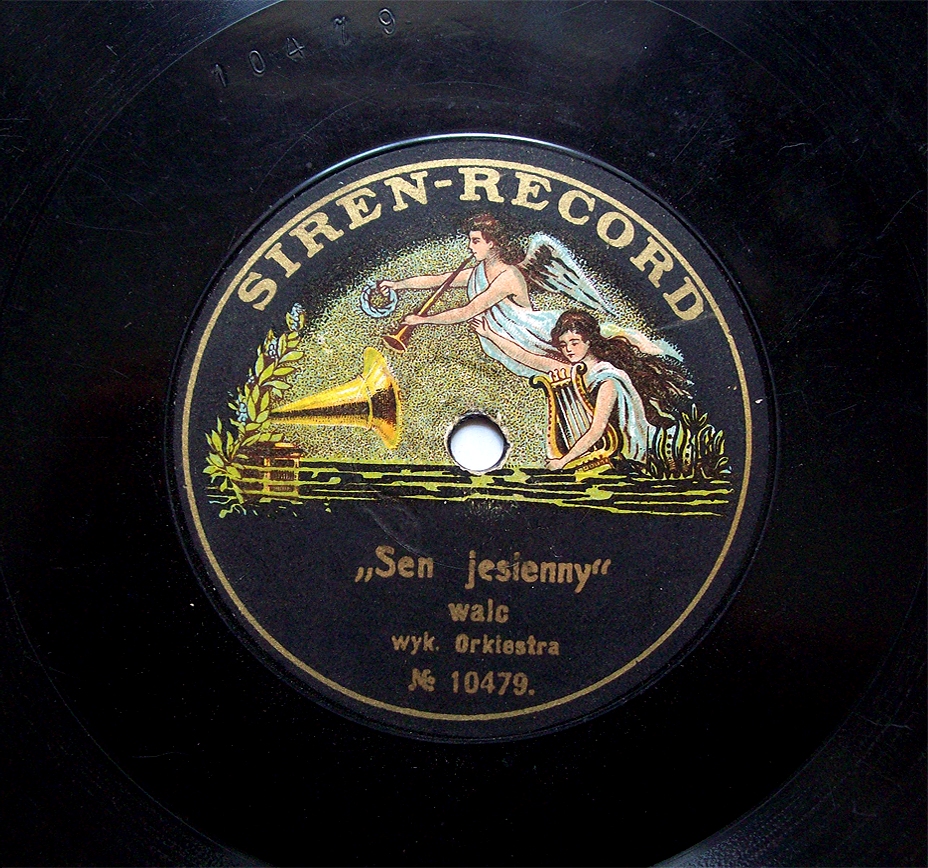 10479
SIREN-RECORD
„Sen jesienny“
walc
wyk. Orkiestra
№ 10479.